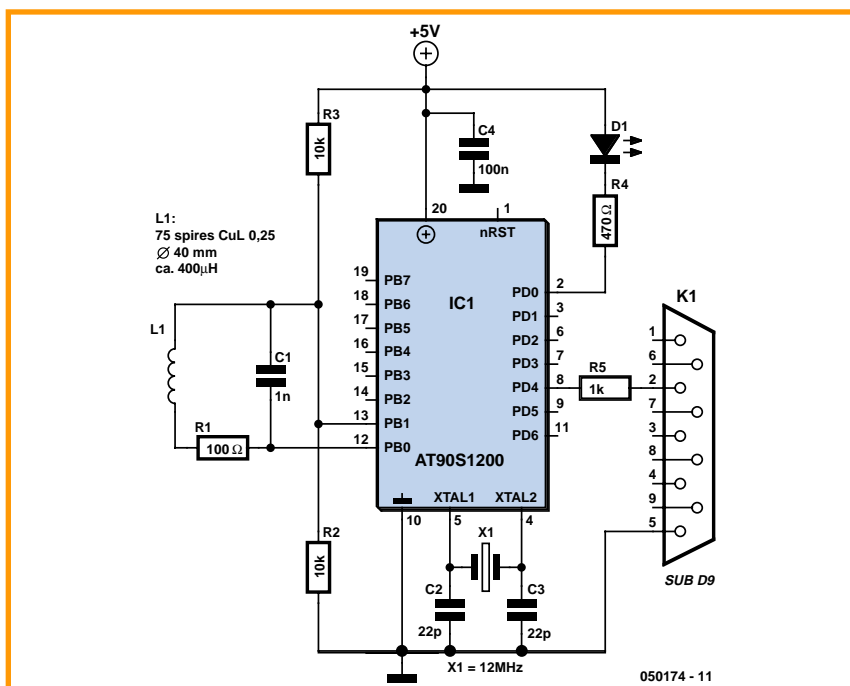 +5V
R3
10k
C4
100n
D1
R4
470Ω
L1:
75 spires CuL 0,25
Ø 40 mm
ca. 400µH
20
1
nRST
19
PB7
18
PB6
17
PB5
16
PB4
15
PB3
14
PB2
13
PB1
12
PB0
IC1
AT90S1200
PD0
2
PD1
3
PD2
6
PD3
7
PD4
8
PD5
9
PD6
11
L1
C1
1n
R1
100Ω
R5
1k
K1
1
6
2
7
3
8
4
9
5
SUB D9
XTAL1
XTAL2
10
5
4
R2
10k
X1
C2
22p
C3
22p
X1 = 12MHz
050174 - 11